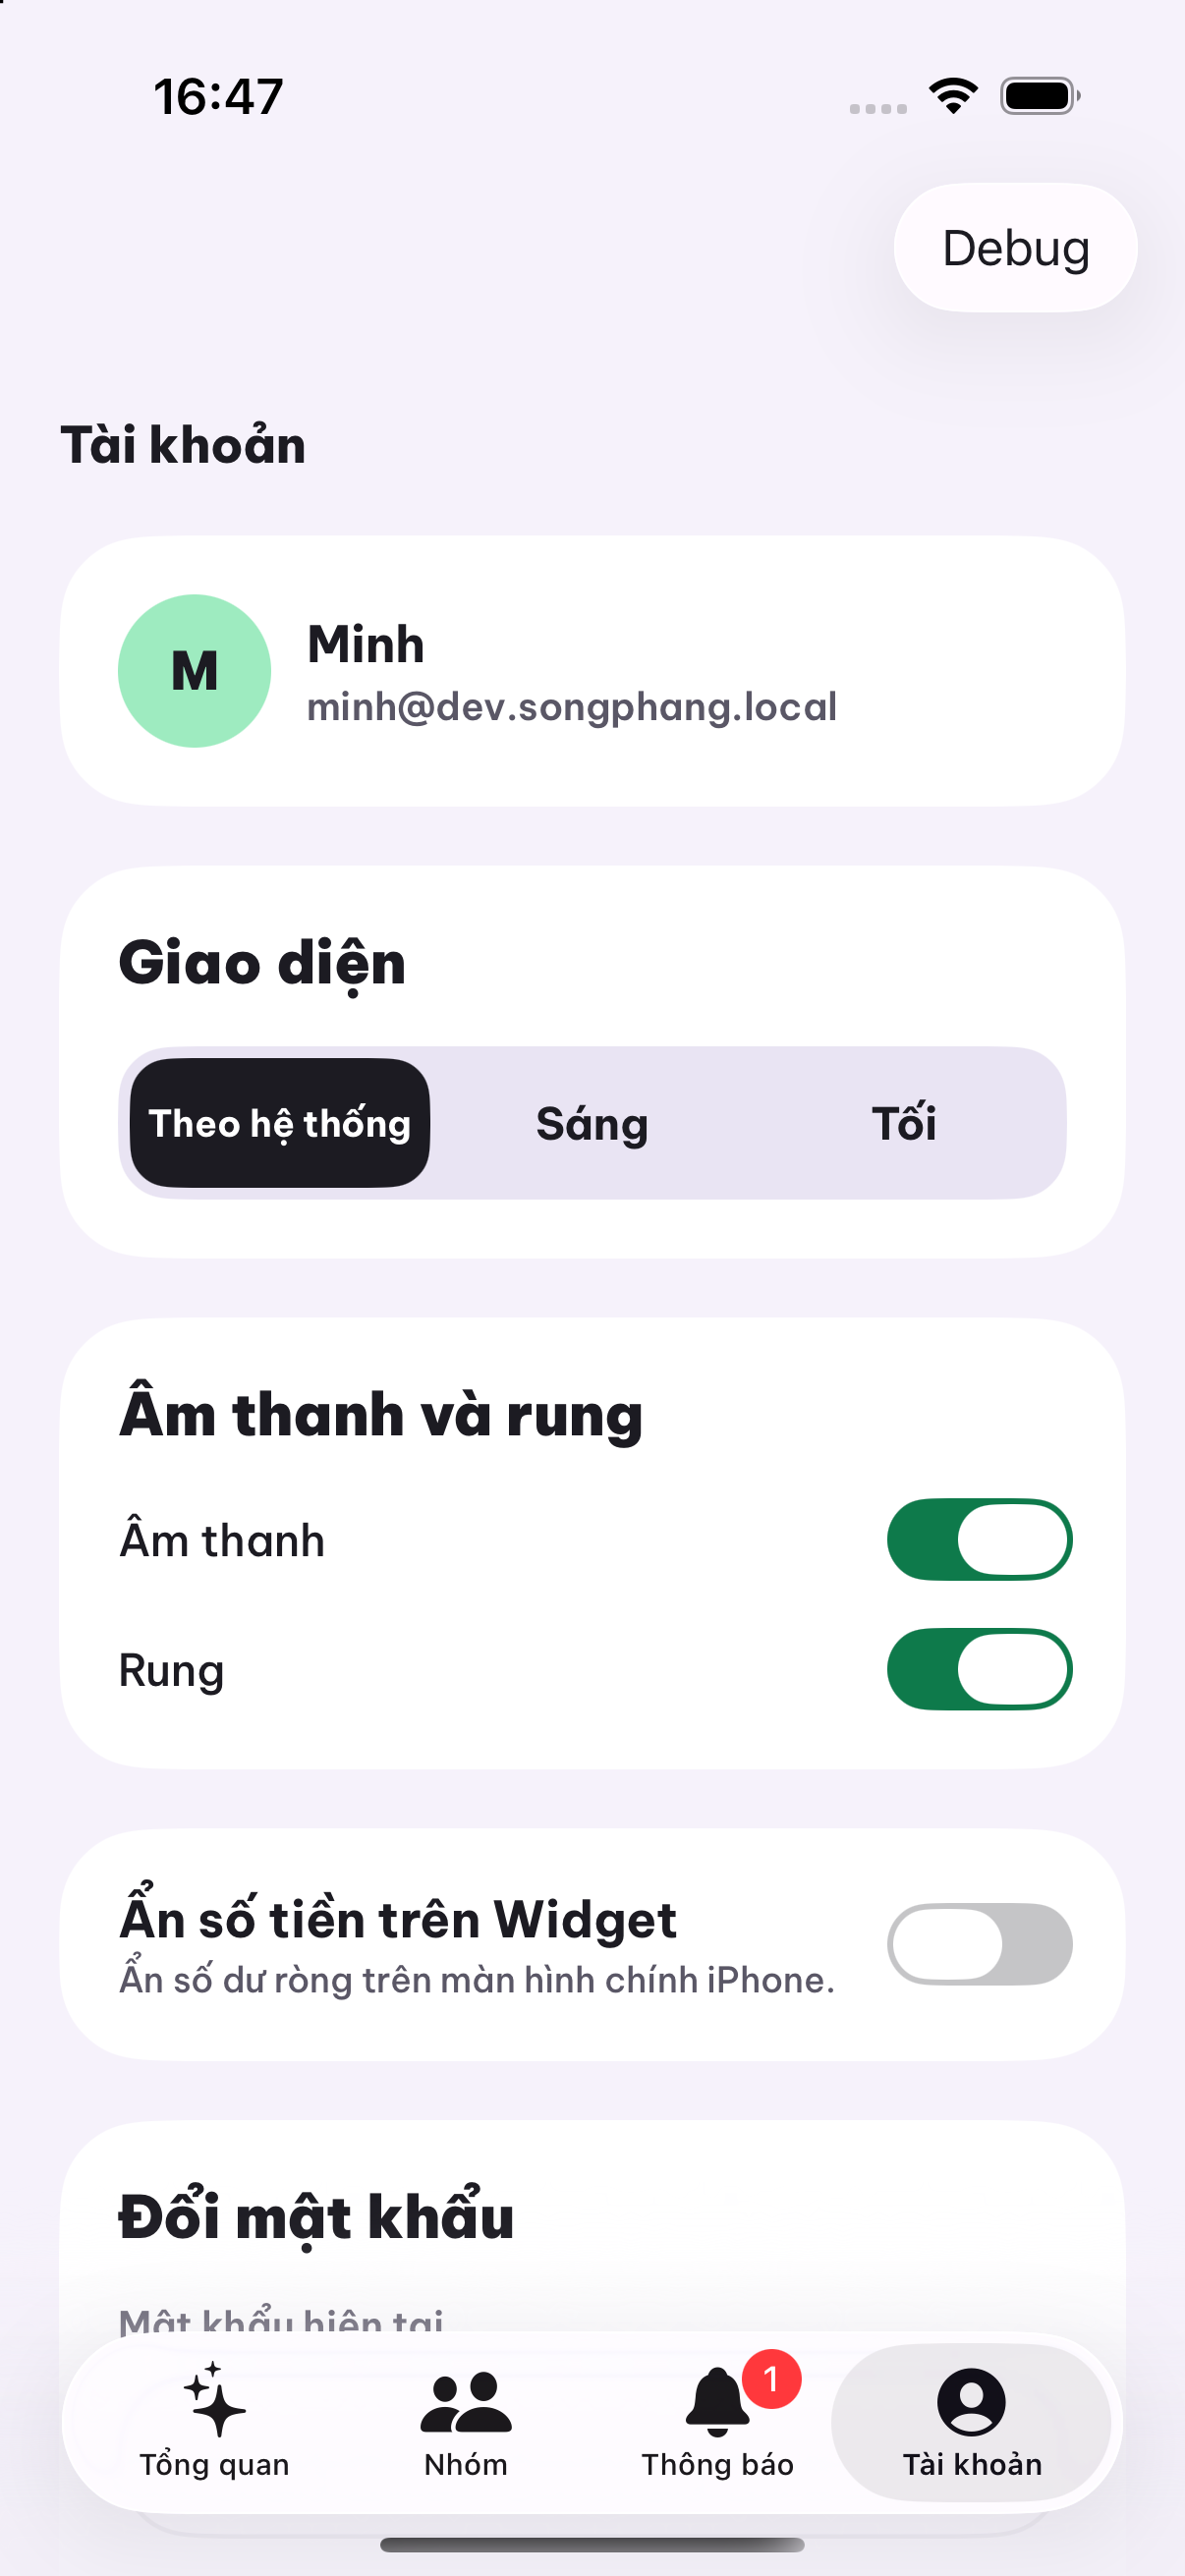 16:47
Debug
Tài khoản
M
Minh
minh@dev.songphang.local
Giao diện
Theo hệ thống
Sáng
Tối
Âm thanh và rung
Âm thanh
Rung
Ẩn số tiền trên Widget
Ẩn số dư ròng trên màn hình chính iPhone.
Đổi mật khẩu
Mật khẩu hiện tại
1
Tổng quan
Nhóm
Thông báo
Tài khoản